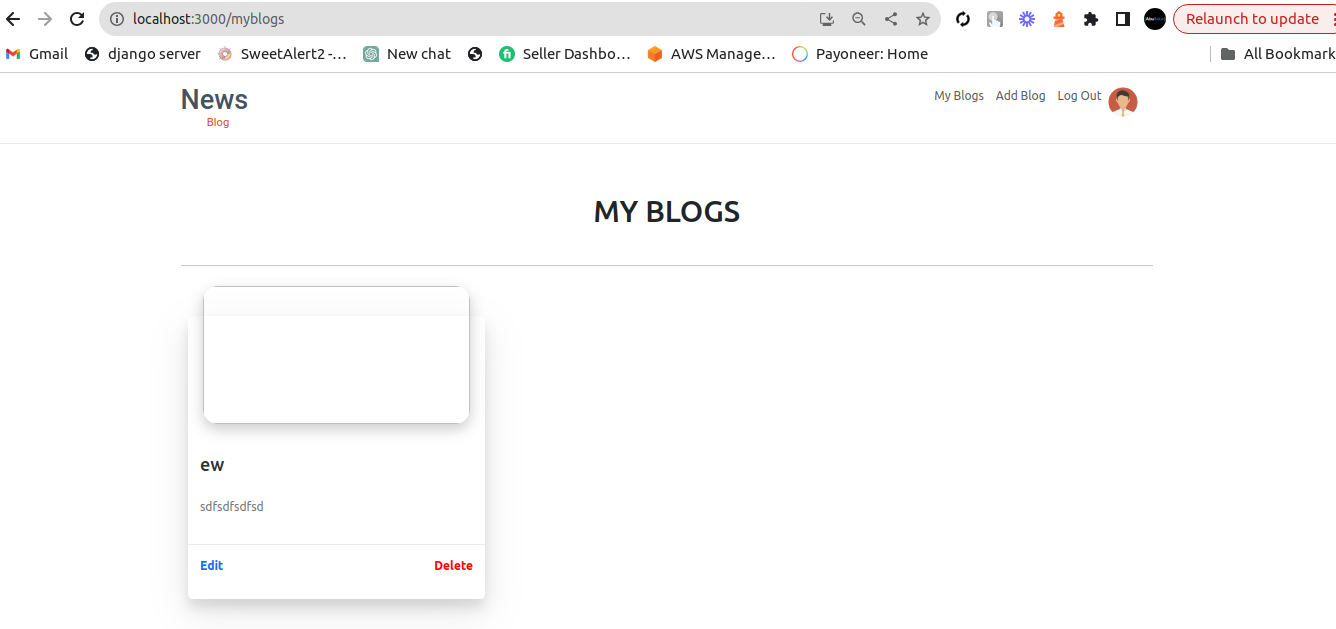 localhost:3000/myblogs
Relaunch to update
Gmail django server SweetAlert2 -... New chat Seller Dashbo... AWS Manage... Payoneer: Home All Bookmark
News
Blog
My Blogs Add Blog Log Out
MY BLOGS
ew
sdfsdfsdfsd
Edit Delete